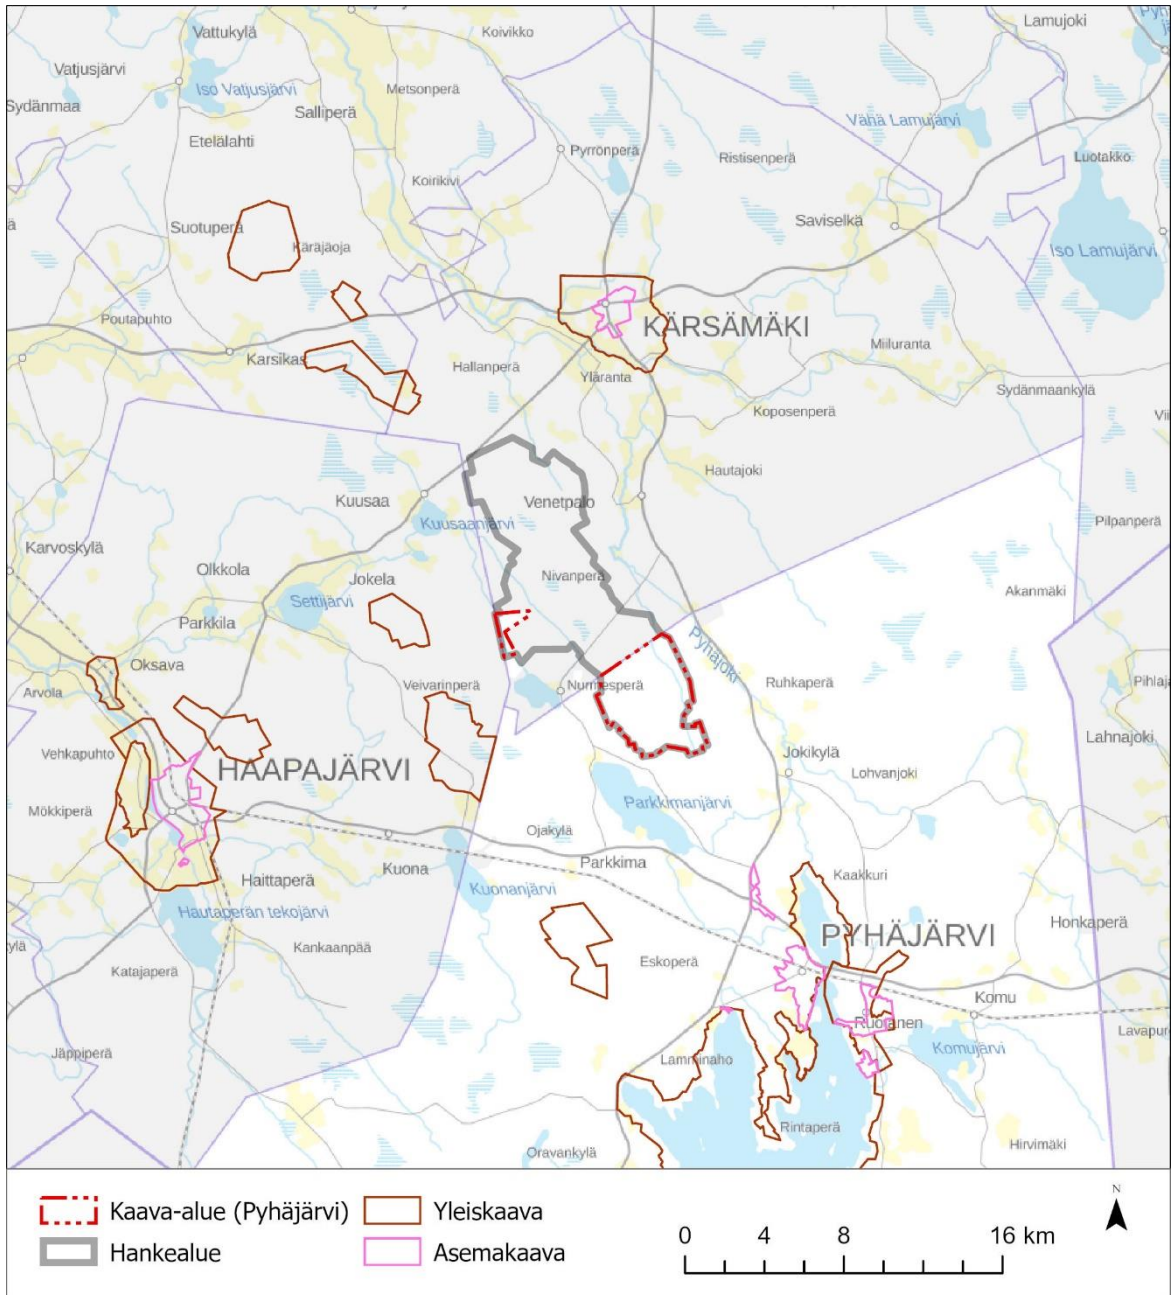 Vattukylä
Koivikko
Lamujoki
Vatjusjärvi
Iso Vatjusjärvi
Metsonperä
Sydänmaa
Salliperä
Vähä Lamujärvi
Etelälahti
Pyrrönperä
Ristisenperä
Luotakko
Koirikivi
Suotuperä
Saviselkä
Käräjäoja
Iso Lamujärvi
Poutapuhto
KÄRSÄMÄKI
Karsikas
Hallanperä
Miiluranta
Yläranta
Sydänmaankylä
Koposenperä
Hautajoki
Kuusaa
Venetpalo
Kuusaanjärvi
Pilpanperä
Karvoskylä
Olkkola
Jokela
Nivanperä
Akanmäki
Settijärvi
Parkkila
Pyhäjoki
Oksava
Arvola
Veivarinperä
Nurmesperä
Ruhkaperä
Vehkapuhto
Jokikylä
Lahnajoki
HAAPAJÄRVI
Lohvanjoki
Mökkiperä
Parkkimanjärvi
Ojakylä
Parkkima
Kuona
Kaakkuri
Haittaperä
Kuonanjärvi
Hautaperän tekojärvi
Honkaperä
PYHÄJÄRVI
Kankaanpää
Katajaperä
Eskoperä
Komu
Ruotanen
Jäppiperä
Lamminaho
Komujärvi
Rintaperä
Hirvimäki
Oravankylä
Kaava-alue (Pyhäjärvi)
Yleiskaava
Hankealue
Asemakaava
0 4 8 16 km
N